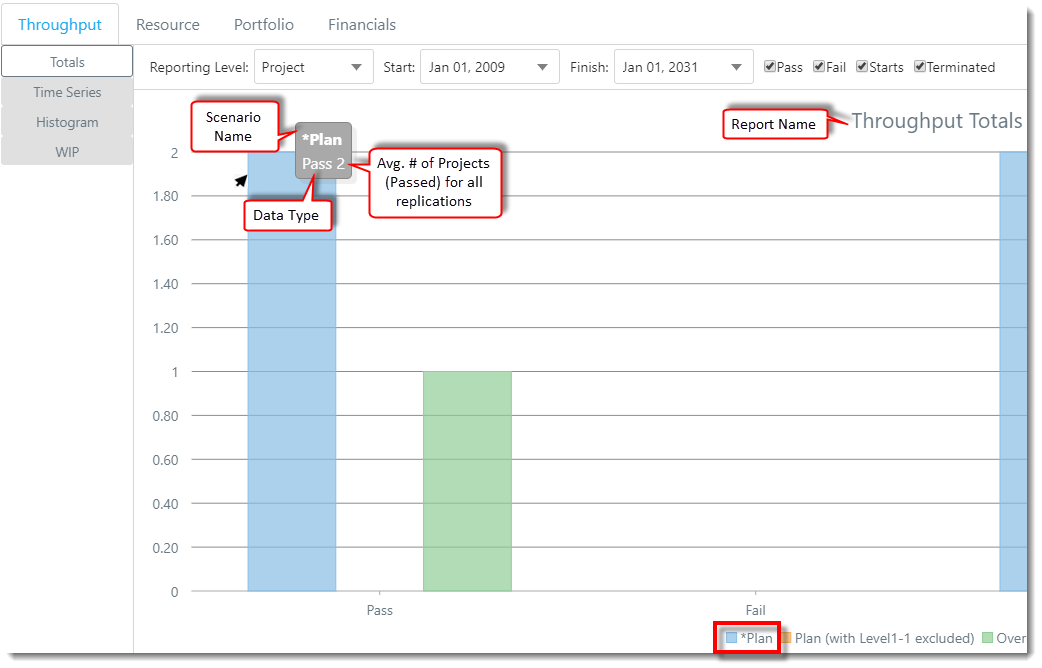 Throughput Resource Portfolio Financials
Totals
Time Series
Histogram
WIP
Reporting Level: Project Start: Jan 01, 2009 Finish: Jan 01, 2031 Pass Fail Starts Terminated
Scenario
Name
*Plan
Pass 2
Avg. # of Projects
(Passed) for all
replications
Data Type
Report Name
Throughput Totals
2
1.80
1.60
1.40
1.20
1
0.80
0.60
0.40
0.20
0
Pass Fail
*Plan Plan (with Level1-1 excluded) Over